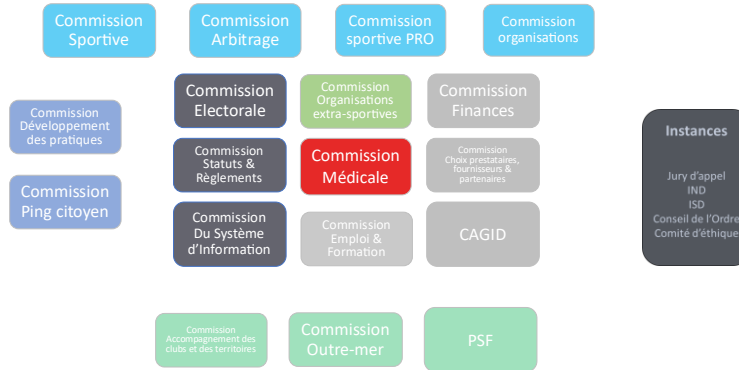 Commission
Sportive
Commission
Arbitrage
Commission
sportive PRO
Commission
organisations
Commission
Développement
des pratiques
Commission
Ping citoyen
Commission
Electorale
Commission
Organisations
extra-sportives
Commission
Finances
Commission
Statuts &
Règlements
Commission
Médicale
Commission
Choix prestataires,
fournisseurs &
partenaires
Commission
Du Système
d'Information
Commission
Emploi &
Formation
CAGID
Instances
Jury d'appel
IND
ISD
Conseil de l'Ordre
Comité d'éthique
Commission
Accompagnement des
clubs et des territoires
Commission
Outre-mer
PSF